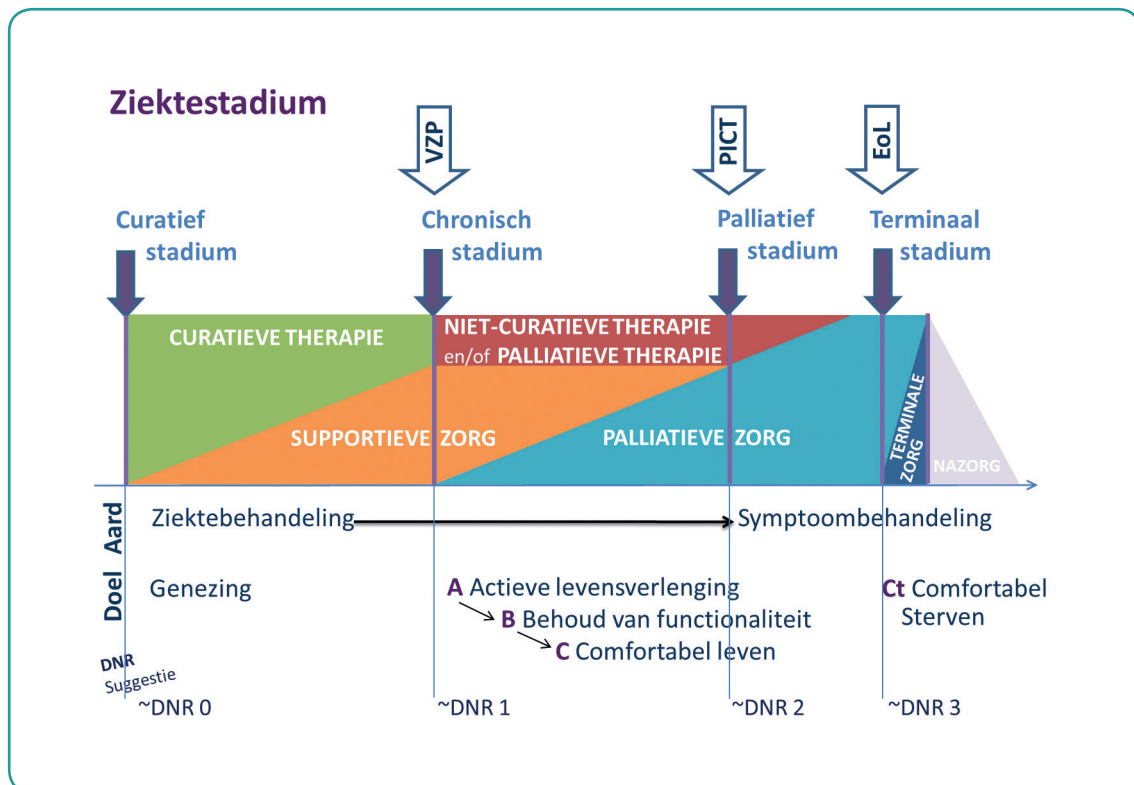 Ziektestadium
VZP
PICT
EoL
Curatief
stadium
Chronisch
stadium
Palliatief
stadium
Terminaal
stadium
CURATIEVE THERAPIE
NIET-CURATIEVE THERAPIE
en/of PALLIATIEVE THERAPIE
SUPPORTIEVE ZORG
PALLIATIEVE ZORG
TERMINALE
ZORG
NAZORG
Aard
Ziektebehandeling
Symptoombehandeling
Doel
Genezing
A Actieve levensverlenging
B Behoud van functionaliteit
C Comfortabel leven
Ct Comfortabel
Sterven
DNR
Suggestie
~DNR 0
~DNR 1
~DNR 2
~DNR 3